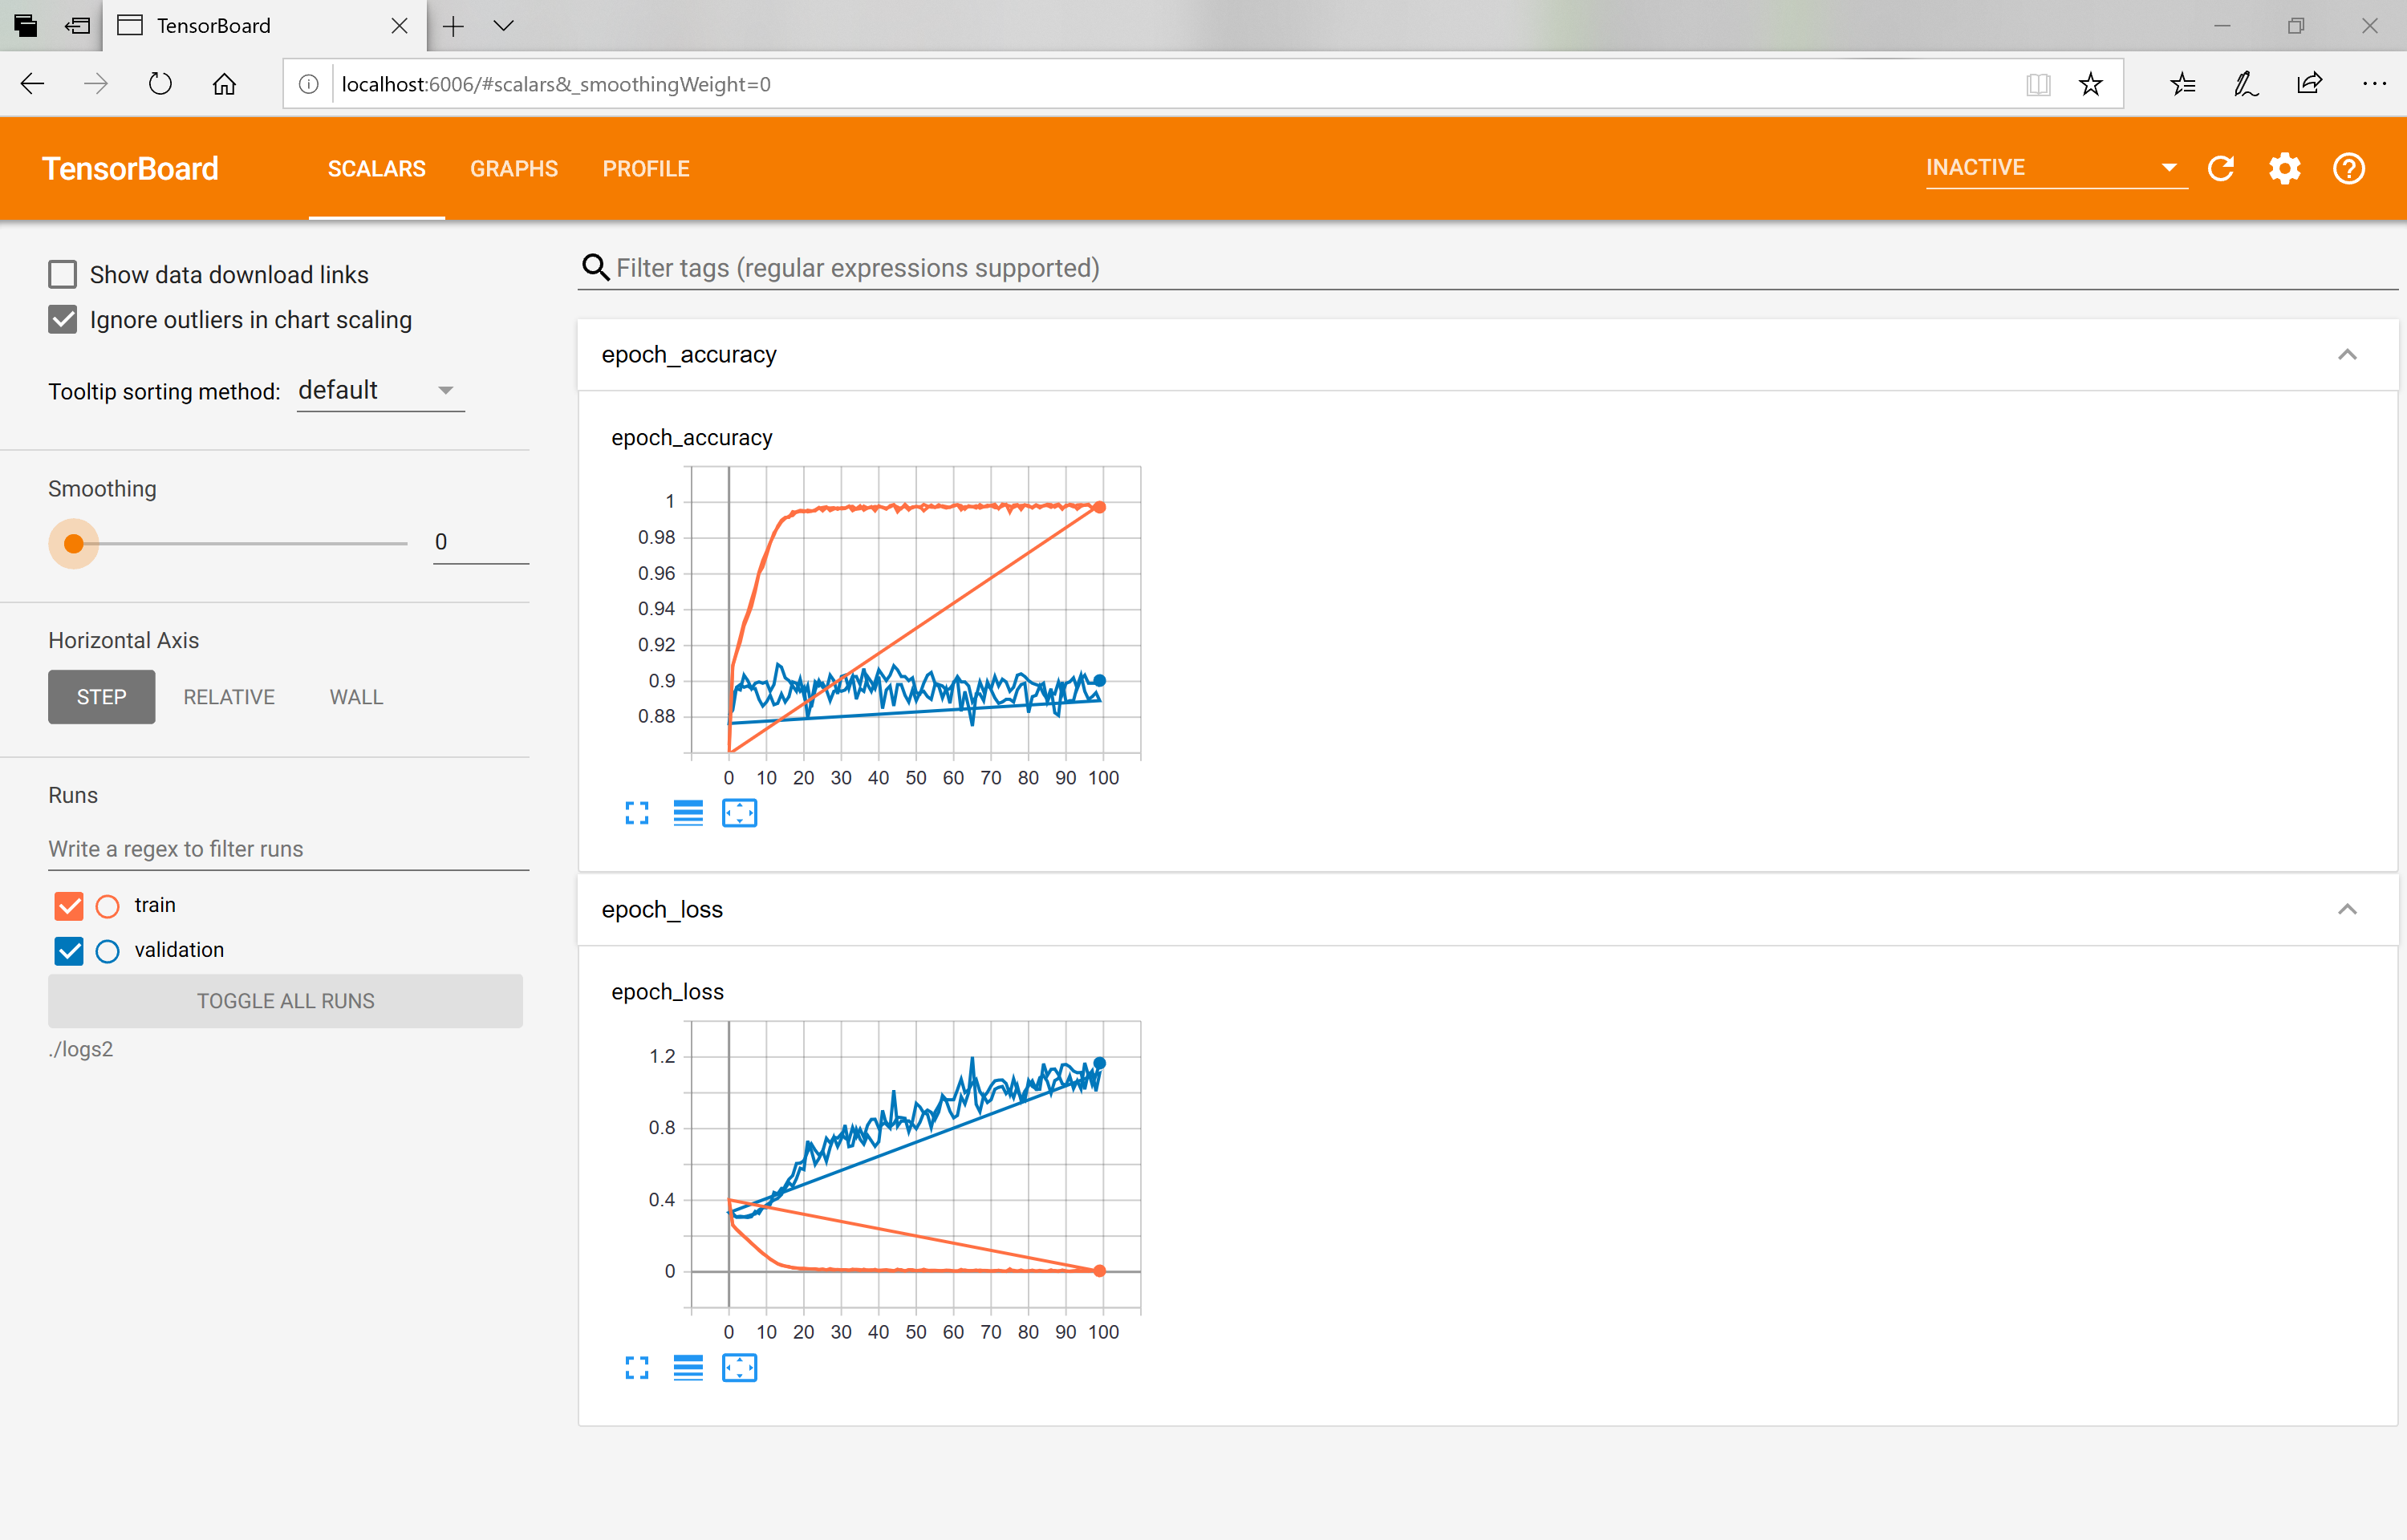 TensorBoard
localhost:6006/#scalars&_smoothingWeight=0
TensorBoard SCALARS GRAPHS PROFILE INACTIVE
Show data download links
Ignore outliers in chart scaling
Tooltip sorting method: default
Smoothing
0
Horizontal Axis
STEP RELATIVE WALL
Runs
Write a regex to filter runs
train
validation
TOGGLE ALL RUNS
./logs2
Filter tags (regular expressions supported)
epoch_accuracy
epoch_accuracy
1
0.98
0.96
0.94
0.92
0.9
0.88
0 10 20 30 40 50 60 70 80 90 100
epoch_loss
epoch_loss
1.2
0.8
0.4
0
0 10 20 30 40 50 60 70 80 90 100